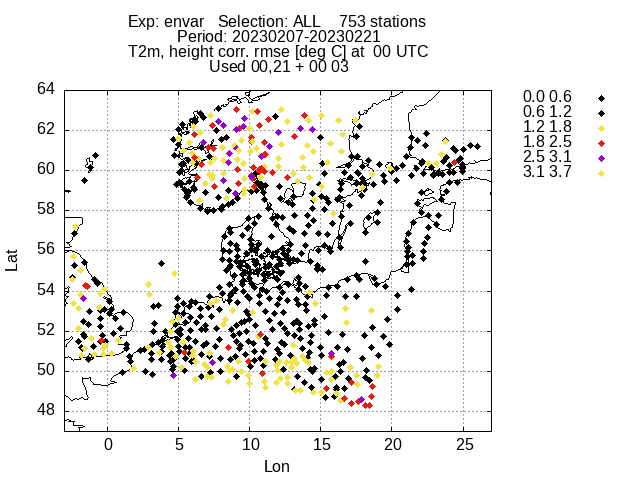 Exp: envar Selection: ALL 753 stations
Period: 20230207-20230221
T2m, height corr. rmse [deg C] at 00 UTC
Used 00,21 + 00 03
64
62
60
58
56
54
52
50
48
Lat
0 5 10 15 20 25
Lon
0.0 0.6
0.6 1.2
1.2 1.8
1.8 2.5
2.5 3.1
3.1 3.7